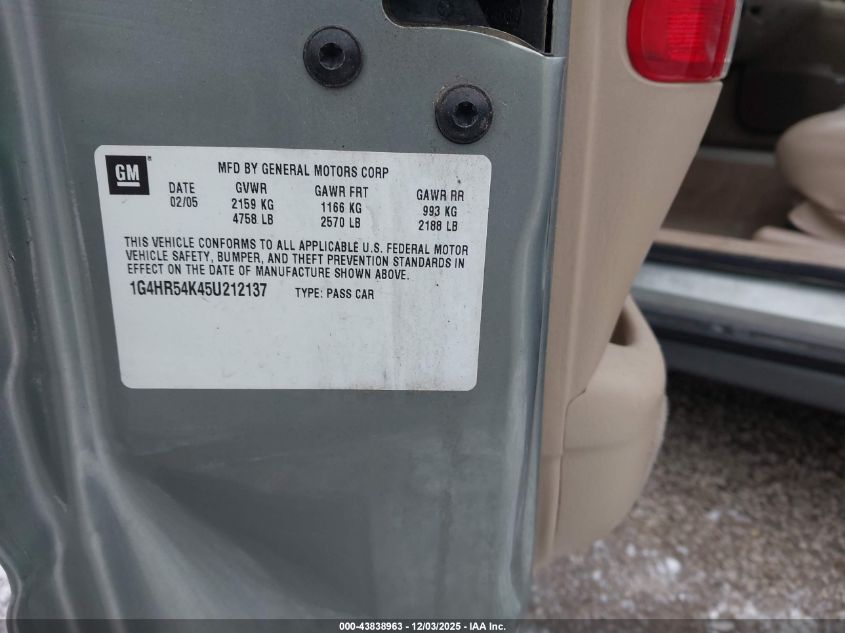 GM
MFD BY GENERAL MOTORS CORP
DATE GVWR GAWR FRT GAWR RR
02/05 2159 KG 1166 KG 993 KG
4758 LB 2570 LB 2188 LB
THIS VEHICLE CONFORMS TO ALL APPLICABLE U.S. FEDERAL MOTOR
VEHICLE SAFETY, BUMPER, AND THEFT PREVENTION STANDARDS IN
EFFECT ON THE DATE OF MANUFACTURE SHOWN ABOVE.
1G4HR54K45U212137 TYPE: PASS CAR
000-43838963 - 12/03/2025 - IAA Inc.